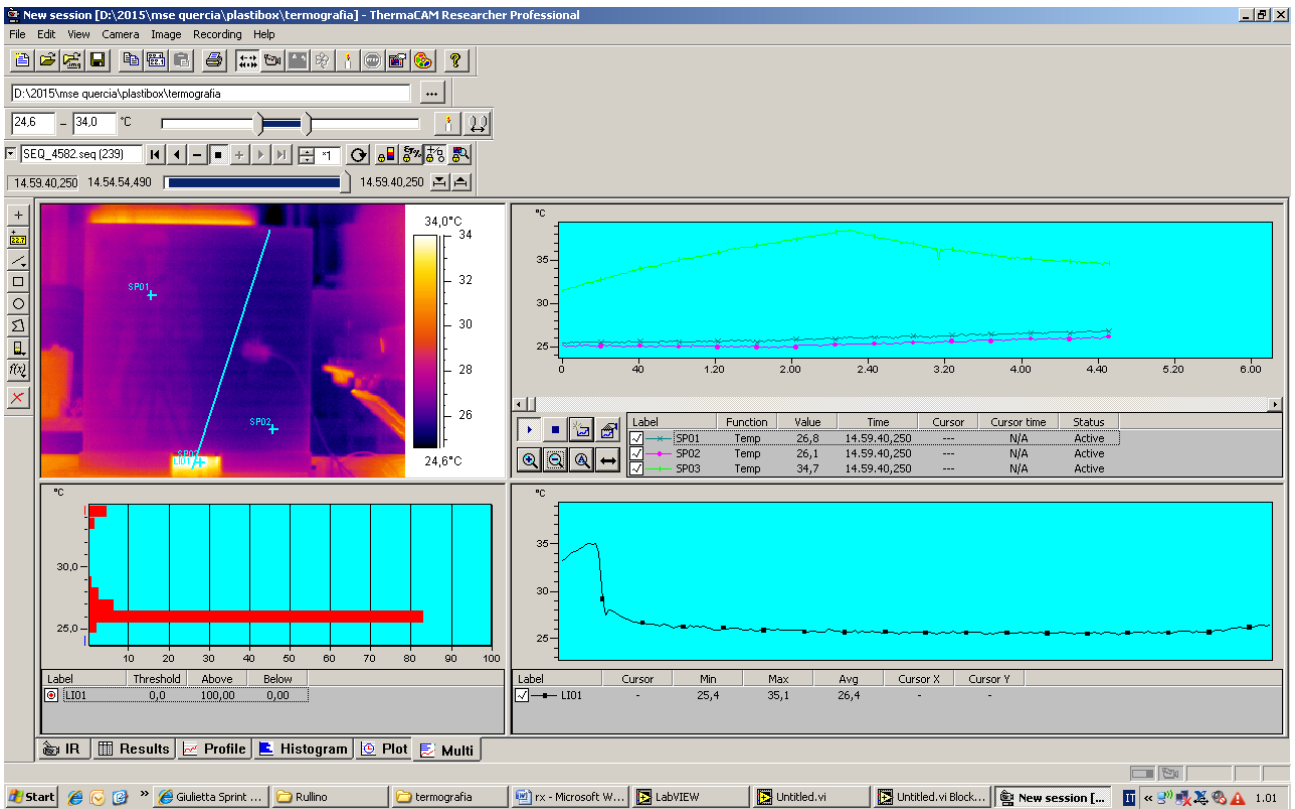 New session [D:\2015\mse quercia\plastibox\termografia] - ThermaCAM Researcher Professional
File Edit View Camera Image Recording Help
D:\2015\mse quercia\plastibox\termografia
24,6 – 34,0 °C
SEQ_4582.seq (239) ×1
14.59.40,250 14.54.54,490 14.59.40,250
34,0°C
34
32
30
28
26
24,6°C
SP01
SP02
SP03
LI01
°C
35
30
25
0 40 1.20 2.00 2.40 3.20 4.00 4.40 5.20 6.00
Label Function Value Time Cursor Cursor time Status
SP01 Temp 26,8 14.59.40,250 --- N/A Active
SP02 Temp 26,1 14.59.40,250 --- N/A Active
SP03 Temp 34,7 14.59.40,250 --- N/A Active
°C
30,0
25,0
10 20 30 40 50 60 70 80 90 100
Label Threshold Above Below
LI01 0,0 100,00 0,00
°C
35
30
25
Label Cursor Min Max Avg Cursor X Cursor Y
LI01 - 25,4 35,1 26,4 - -
IR Results Profile Histogram Plot Multi
Start » Giulietta Sprint ... Rullino termografia rx - Microsoft W... LabVIEW Untitled.vi Untitled.vi Block... New session [... IT « 1.01